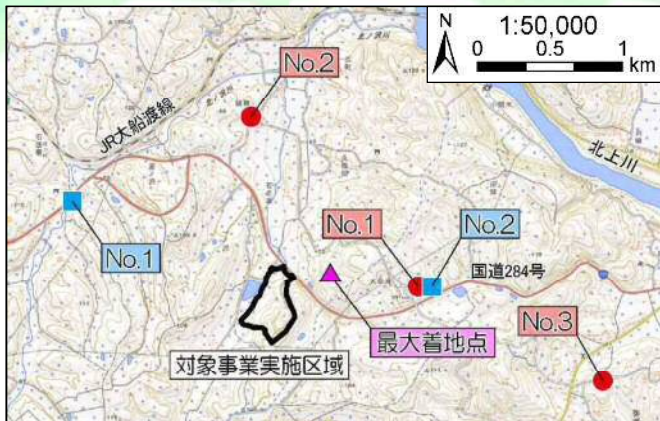 N
1:50,000
0 0.5 1
km
No.2
JR大船渡線
北上川
No.1
No.1
No.2
国道284号
最大着地点
No.3
対象事業実施区域